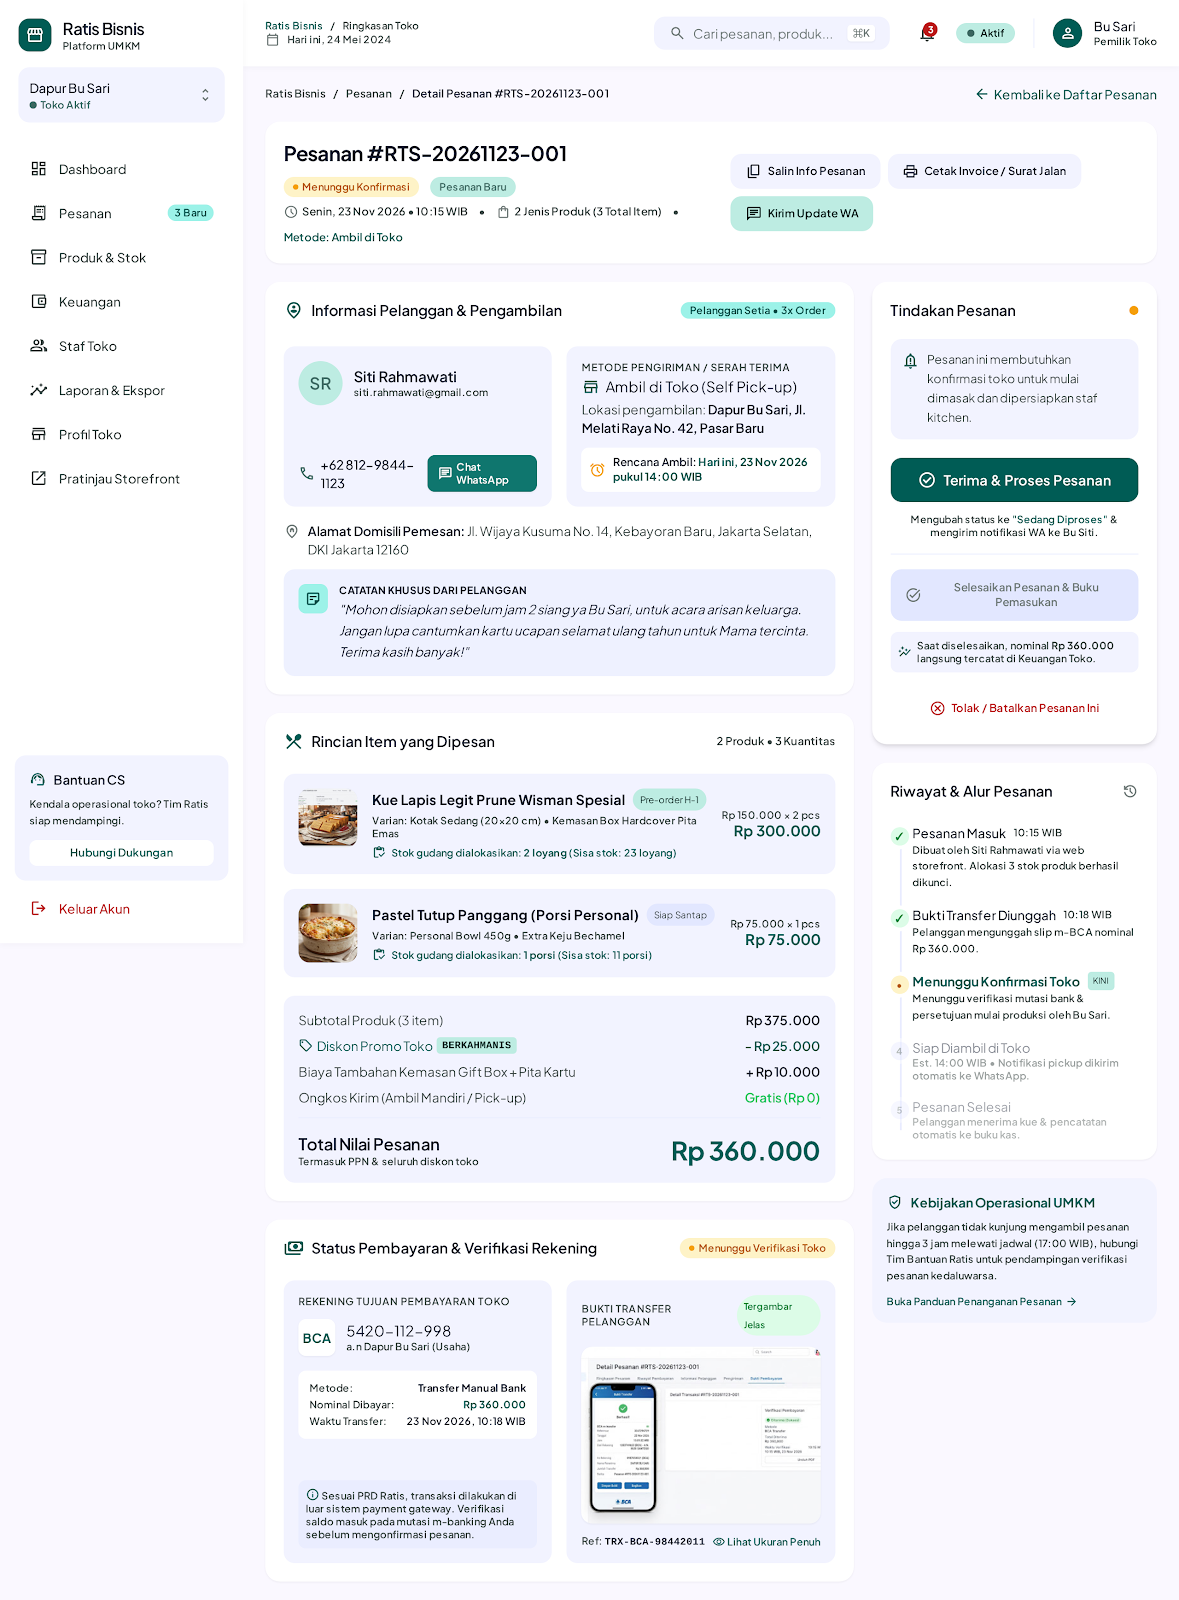 Ratis Bisnis
Platform UMKM
Dapur Bu Sari
Toko Aktif
Dashboard
Pesanan
3 Baru
Produk & Stok
Keuangan
Staf Toko
Laporan & Ekspor
Profil Toko
Pratinjau Storefront
Bantuan CS
Kendala operasional toko? Tim Ratis
siap mendampingi.
Hubungi Dukungan
Keluar Akun
Ratis Bisnis / Ringkasan Toko
Hari ini, 24 Mei 2024
Cari pesanan, produk...
⌘K
3
Aktif
Bu Sari
Pemilik Toko
Ratis Bisnis / Pesanan / Detail Pesanan #RTS-20261123-001
← Kembali ke Daftar Pesanan
Pesanan #RTS-20261123-001
Menunggu Konfirmasi
Pesanan Baru
Senin, 23 Nov 2026 • 10:15 WIB • 2 Jenis Produk (3 Total Item) •
Metode: Ambil di Toko
Salin Info Pesanan
Cetak Invoice / Surat Jalan
Kirim Update WA
Informasi Pelanggan & Pengambilan
Pelanggan Setia • 3x Order
SR
Siti Rahmawati
siti.rahmawati@gmail.com
+62 812-9844-
1123
Chat
WhatsApp
METODE PENGIRIMAN / SERAH TERIMA
Ambil di Toko (Self Pick-up)
Lokasi pengambilan: Dapur Bu Sari, Jl.
Melati Raya No. 42, Pasar Baru
Rencana Ambil: Hari ini, 23 Nov 2026
pukul 14:00 WIB
Alamat Domisili Pemesan: Jl. Wijaya Kusuma No. 14, Kebayoran Baru, Jakarta Selatan,
DKI Jakarta 12160
CATATAN KHUSUS DARI PELANGGAN
"Mohon disiapkan sebelum jam 2 siang ya Bu Sari, untuk acara arisan keluarga.
Jangan lupa cantumkan kartu ucapan selamat ulang tahun untuk Mama tercinta.
Terima kasih banyak!"
Rincian Item yang Dipesan
2 Produk • 3 Kuantitas
Kue Lapis Legit Prune Wisman Spesial
Pre-order H-1
Varian: Kotak Sedang (20x20 cm) • Kemasan Box Hardcover Pita
Emas
Stok gudang dialokasikan: 2 loyang (Sisa stok: 23 loyang)
Rp 150.000 × 2 pcs
Rp 300.000
Pastel Tutup Panggang (Porsi Personal)
Siap Santap
Varian: Personal Bowl 450g • Extra Keju Bechamel
Stok gudang dialokasikan: 1 porsi (Sisa stok: 11 porsi)
Rp 75.000 × 1 pcs
Rp 75.000
Subtotal Produk (3 item)
Rp 375.000
Diskon Promo Toko BERKAHMANIS
- Rp 25.000
Biaya Tambahan Kemasan Gift Box + Pita Kartu
+ Rp 10.000
Ongkos Kirim (Ambil Mandiri / Pick-up)
Gratis (Rp 0)
Total Nilai Pesanan
Termasuk PPN & seluruh diskon toko
Rp 360.000
Status Pembayaran & Verifikasi Rekening
Menunggu Verifikasi Toko
REKENING TUJUAN PEMBAYARAN TOKO
BCA
5420-112-998
a.n Dapur Bu Sari (Usaha)
Metode: Transfer Manual Bank
Nominal Dibayar: Rp 360.000
Waktu Transfer: 23 Nov 2026, 10:18 WIB
Sesuai PRD Ratis, transaksi dilakukan di
luar sistem payment gateway. Verifikasi
saldo masuk pada mutasi m-banking Anda
sebelum mengonfirmasi pesanan.
BUKTI TRANSFER
PELANGGAN
Tergambar
Jelas
Detail Pesanan #RTS-20261123-001
Detail Transaksi #RTS-20261123-001
BCA
Ref: TRX-BCA-98442011
Lihat Ukuran Penuh
Tindakan Pesanan
Pesanan ini membutuhkan
konfirmasi toko untuk mulai
dimasak dan dipersiapkan staf
kitchen.
Terima & Proses Pesanan
Mengubah status ke "Sedang Diproses" &
mengirim notifikasi WA ke Bu Siti.
Selesaikan Pesanan & Buku
Pemasukan
Saat diselesaikan, nominal Rp 360.000
langsung tercatat di Keuangan Toko.
Tolak / Batalkan Pesanan Ini
Riwayat & Alur Pesanan
✓ Pesanan Masuk 10:15 WIB
Dibuat oleh Siti Rahmawati via web
storefront. Alokasi 3 stok produk berhasil
dikunci.
✓ Bukti Transfer Diunggah 10:18 WIB
Pelanggan mengunggah slip m-BCA nominal
Rp 360.000.
Menunggu Konfirmasi Toko KINI
Menunggu verifikasi mutasi bank &
persetujuan mulai produksi oleh Bu Sari.
4 Siap Diambil di Toko
Est. 14:00 WIB • Notifikasi pickup dikirim
otomatis ke WhatsApp.
5 Pesanan Selesai
Pelanggan menerima kue & pencatatan
otomatis ke buku kas.
Kebijakan Operasional UMKM
Jika pelanggan tidak kunjung mengambil pesanan
hingga 3 jam melewati jadwal (17:00 WIB), hubungi
Tim Bantuan Ratis untuk pendampingan verifikasi
pesanan kedaluwarsa.
Buka Panduan Penanganan Pesanan →